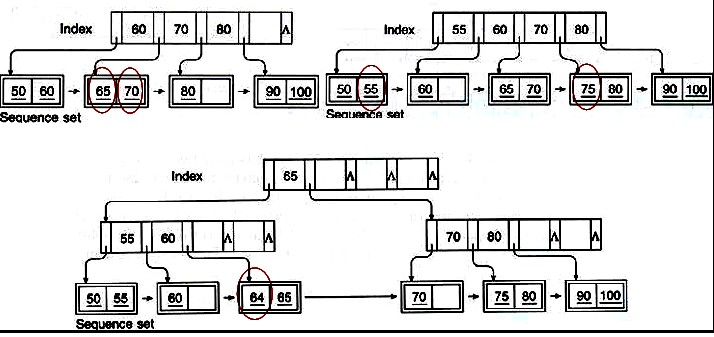 Index 60 70 80 Λ
50 60 65 70 80 90 100
Sequence set
Index 55 60 70 80
50 55 60 65 70 75 80 90 100
Sequence set
Index 65 Λ Λ Λ
55 60 Λ Λ
70 80 Λ Λ
50 55 60 64 65 70 75 80 90 100
Sequence set